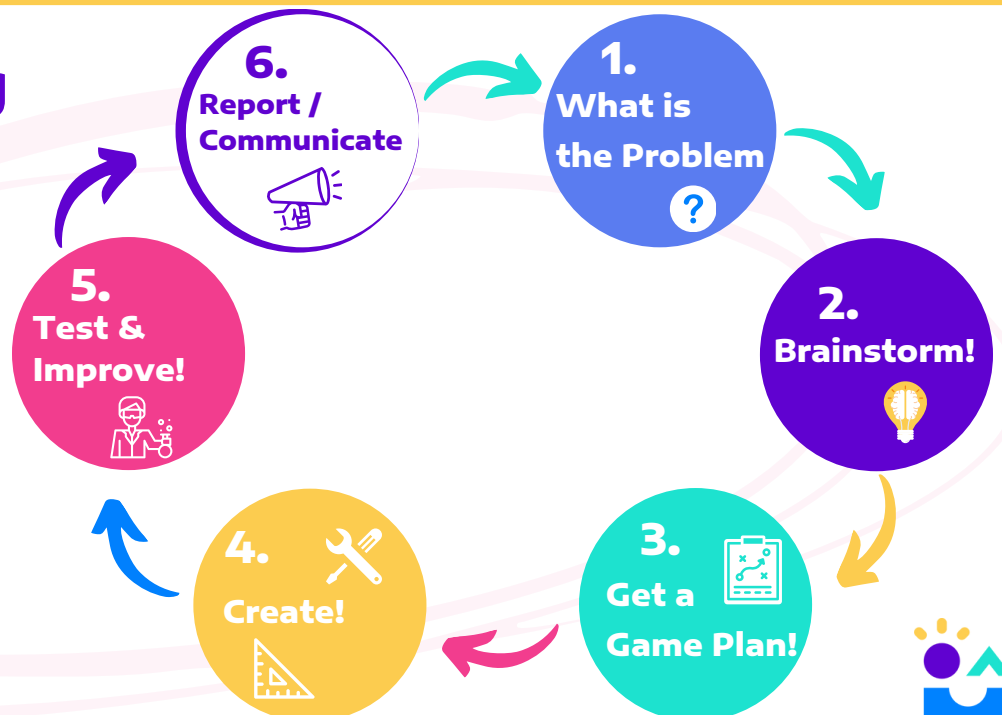 1.
What is
the Problem
?
2.
Brainstorm!
3.
Get a
Game Plan!
4.
Create!
5.
Test &
Improve!
6.
Report /
Communicate